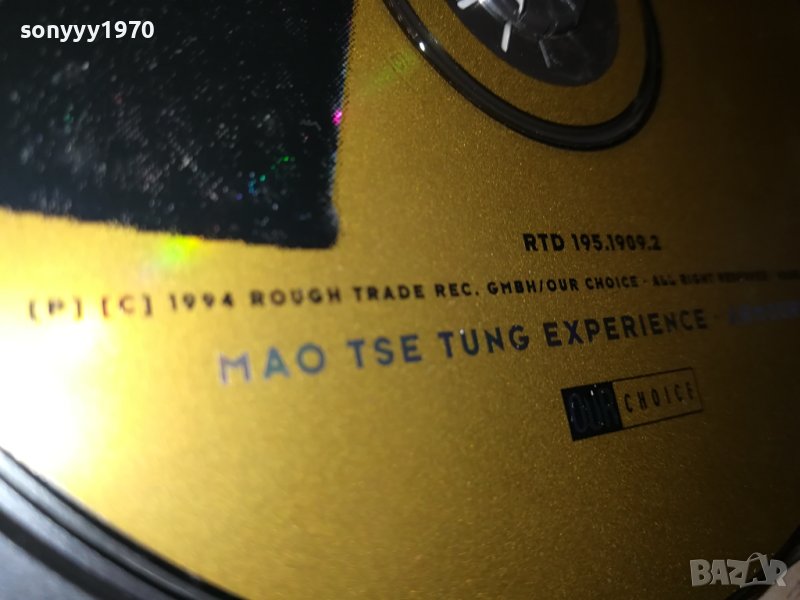 sonyyy1970
RTD 195.1909.2
[P] [C] 1994 ROUGH TRADE REC. GMBH/OUR CHOICE · ALL RIGHT RESERVED ·
MAO TSE TUNG EXPERIENCE ·
OUR CHOICE
BAZAR